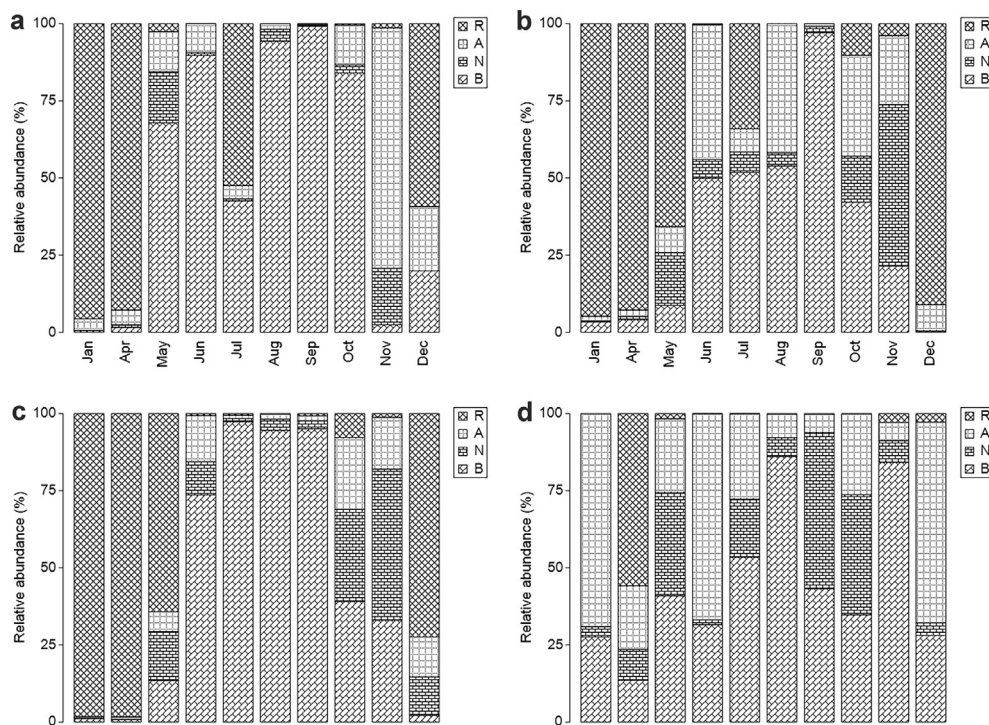 a
b
100
75
50
25
0
Relative abundance (%)
Jan Apr May Jun Jul Aug Sep Oct Nov Dec
R
A
N
B
100
75
50
25
0
Relative abundance (%)
Jan Apr May Jun Jul Aug Sep Oct Nov Dec
R
A
N
B
c
d
100
75
50
25
0
Relative abundance (%)
R
A
N
B
100
75
50
25
0
Relative abundance (%)
R
A
N
B